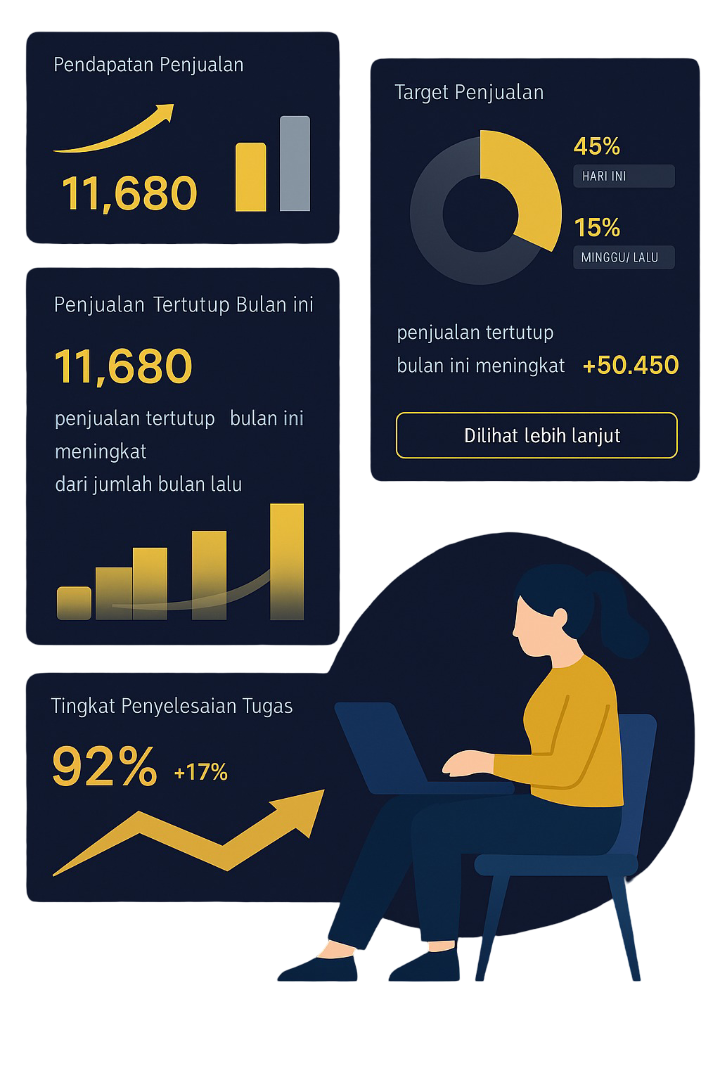 Pendapatan Penjualan
11,680
Penjualan Tertutup Bulan ini
11,680
penjualan tertutup bulan ini
meningkat
dari jumlah bulan lalu
Tingkat Penyelesaian Tugas
92% +17%
Target Penjualan
45%
HARI INI
15%
MINGGU/ LALU
penjualan tertutup
bulan ini meningkat +50.450
Dilihat lebih lanjut